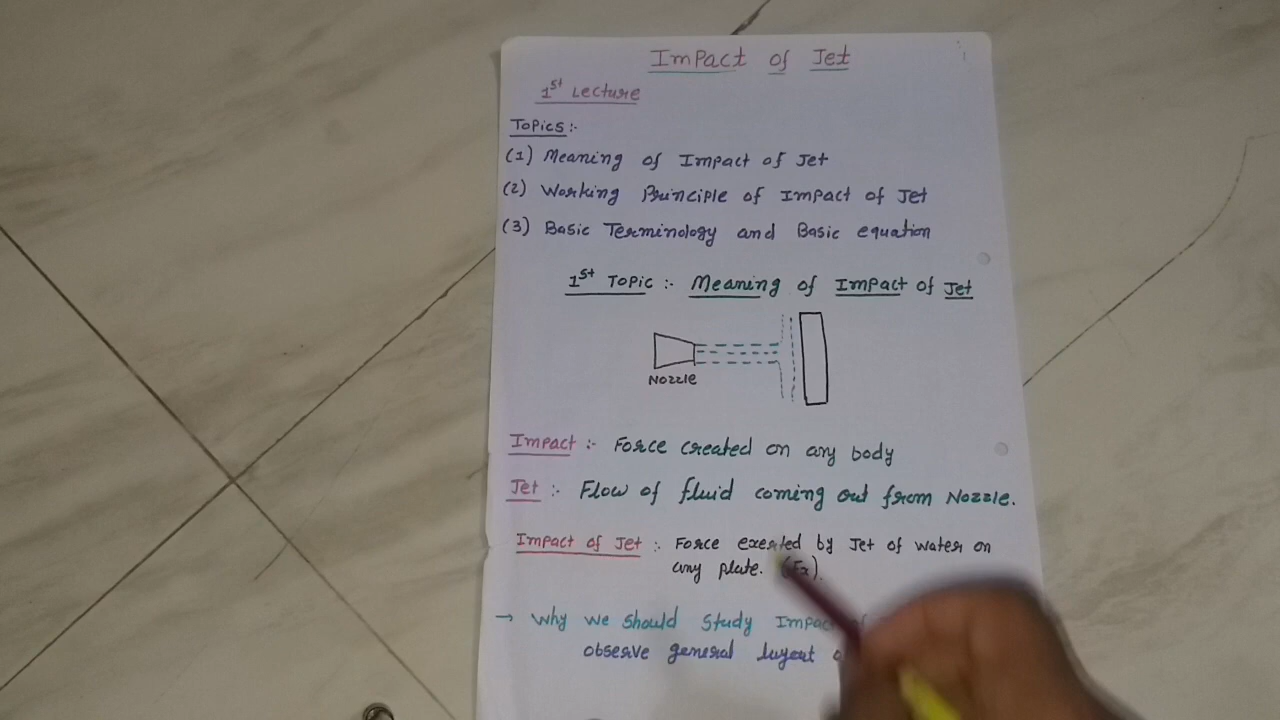 Impact of Jet
1st Lecture
Topics:-
(1) Meaning of Impact of Jet
(2) Working Principle of Impact of Jet
(3) Basic Terminology and Basic equation
1st Topic :- Meaning of Impact of Jet
Nozzle
Impact :- Force created on any body
Jet :- Flow of fluid coming out from Nozzle.
Impact of Jet :- Force exerted by Jet of water on
any plate. (Fx).
→ Why we should study Impact of
observe general layout